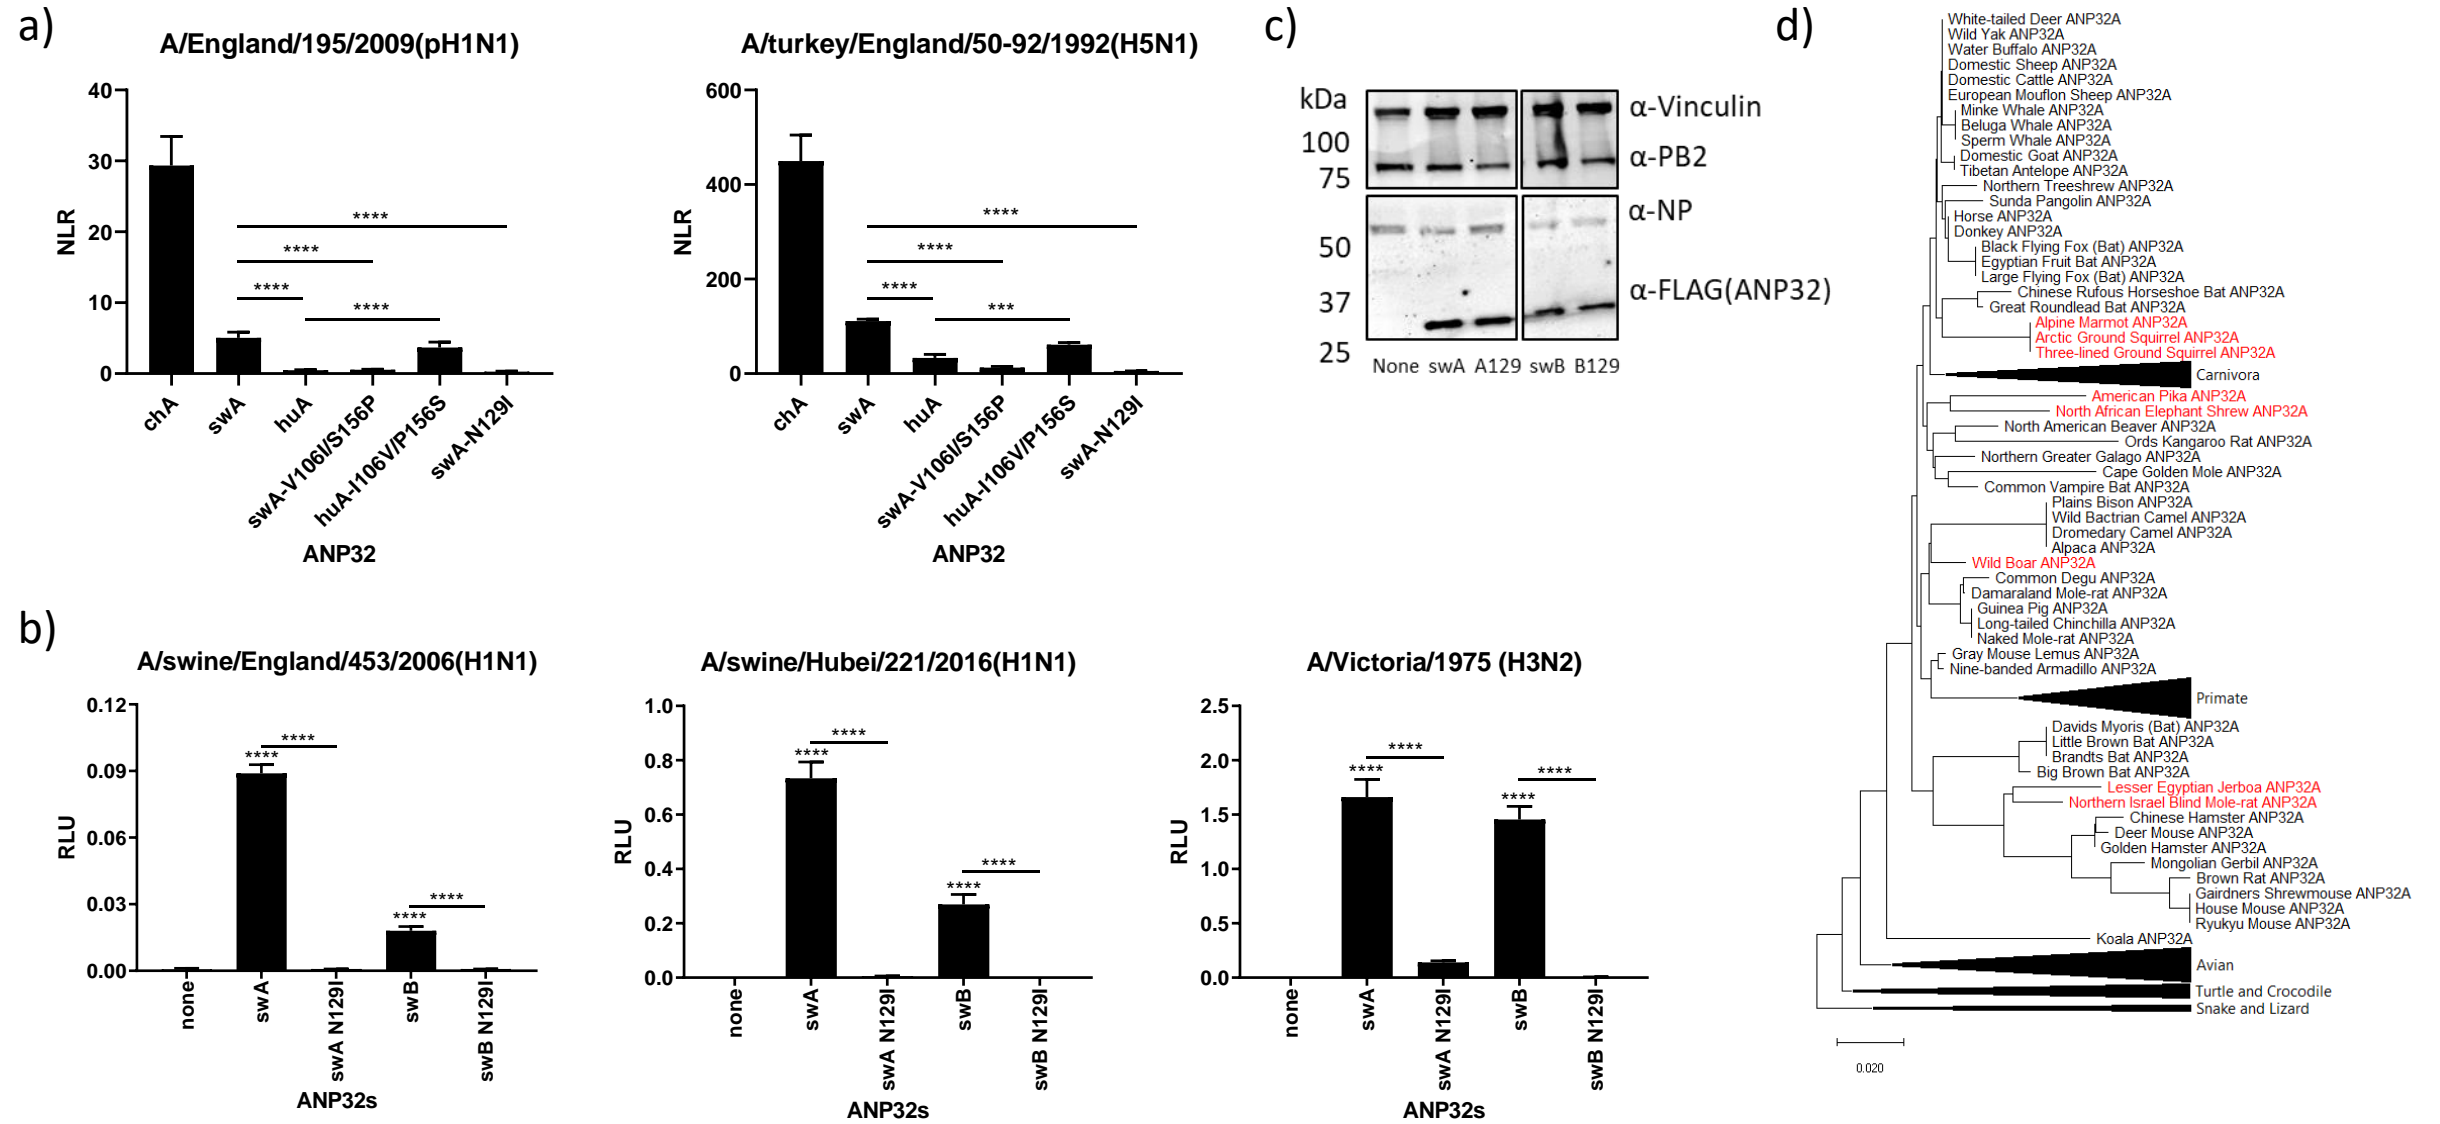 a)
A/England/195/2009(pH1N1)
NLR
40
30
20
10
0
****
****
****
****
chA
swA
huA
swA-V106I/S156P
huA-I106V/P156S
swA-N129I
ANP32
A/turkey/England/50-92/1992(H5N1)
NLR
600
400
200
0
****
****
****
***
chA
swA
huA
swA-V106I/S156P
huA-I106V/P156S
swA-N129I
ANP32
b)
A/swine/England/453/2006(H1N1)
RLU
0.12
0.09
0.06
0.03
0.00
****
****
****
****
none
swA
swA N129I
swB
swB N129I
ANP32s
A/swine/Hubei/221/2016(H1N1)
RLU
1.0
0.8
0.6
0.4
0.2
0.0
****
****
****
****
none
swA
swA N129I
swB
swB N129I
ANP32s
A/Victoria/1975 (H3N2)
RLU
2.5
2.0
1.5
1.0
0.5
0.0
****
****
****
****
none
swA
swA N129I
swB
swB N129I
ANP32s
c)
kDa
100
75
50
37
25
α-Vinculin
α-PB2
α-NP
α-FLAG(ANP32)
None swA A129 swB B129
d)
White-tailed Deer ANP32A
Wild Yak ANP32A
Water Buffalo ANP32A
Domestic Sheep ANP32A
Domestic Cattle ANP32A
European Mouflon Sheep ANP32A
Minke Whale ANP32A
Beluga Whale ANP32A
Sperm Whale ANP32A
Domestic Goat ANP32A
Tibetan Antelope ANP32A
Northern Treeshrew ANP32A
Sunda Pangolin ANP32A
Horse ANP32A
Donkey ANP32A
Black Flying Fox (Bat) ANP32A
Egyptian Fruit Bat ANP32A
Large Flying Fox (Bat) ANP32A
Chinese Rufous Horseshoe Bat ANP32A
Great Roundlead Bat ANP32A
Alpine Marmot ANP32A
Arctic Ground Squirrel ANP32A
Three-lined Ground Squirrel ANP32A
Carnivora
American Pika ANP32A
North African Elephant Shrew ANP32A
North American Beaver ANP32A
Ords Kangaroo Rat ANP32A
Northern Greater Galago ANP32A
Cape Golden Mole ANP32A
Common Vampire Bat ANP32A
Plains Bison ANP32A
Wild Bactrian Camel ANP32A
Dromedary Camel ANP32A
Alpaca ANP32A
Wild Boar ANP32A
Common Degu ANP32A
Damaraland Mole-rat ANP32A
Guinea Pig ANP32A
Long-tailed Chinchilla ANP32A
Naked Mole-rat ANP32A
Gray Mouse Lemus ANP32A
Nine-banded Armadillo ANP32A
Primate
Davids Myoris (Bat) ANP32A
Little Brown Bat ANP32A
Brandts Bat ANP32A
Big Brown Bat ANP32A
Lesser Egyptian Jerboa ANP32A
Northern Israel Blind Mole-rat ANP32A
Chinese Hamster ANP32A
Deer Mouse ANP32A
Golden Hamster ANP32A
Mongolian Gerbil ANP32A
Brown Rat ANP32A
Gairdners Shrewmouse ANP32A
House Mouse ANP32A
Ryukyu Mouse ANP32A
Koala ANP32A
Avian
Turtle and Crocodile
Snake and Lizard
0.020